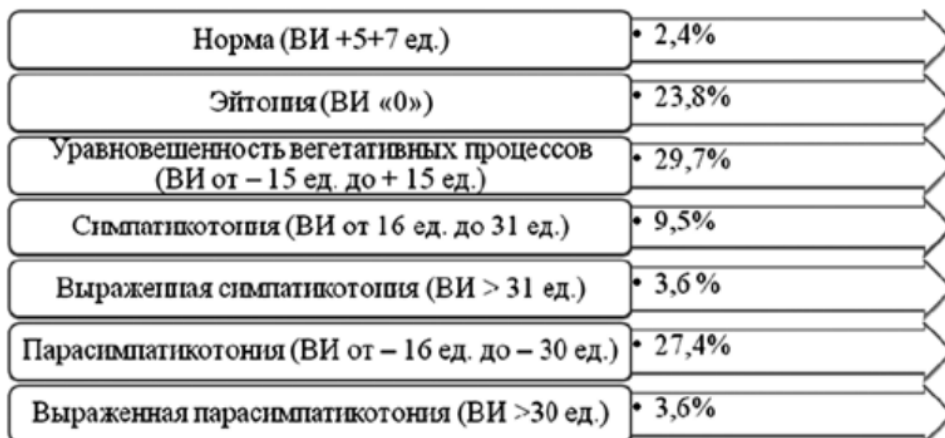 Норма (ВИ +5+7 ед.)
• 2,4%
Эйтония (ВИ «0»)
• 23,8%
Уравновешенность вегетативных процессов
(ВИ от – 15 ед. до + 15 ед.)
• 29,7%
Симпатикотония (ВИ от 16 ед. до 31 ед.)
• 9,5%
Выраженная симпатикотония (ВИ > 31 ед.)
• 3,6 %
Парасимпатикотония (ВИ от – 16 ед. до – 30 ед.)
• 27,4%
Выраженная парасимпатикотония (ВИ >30 ед.)
• 3,6%